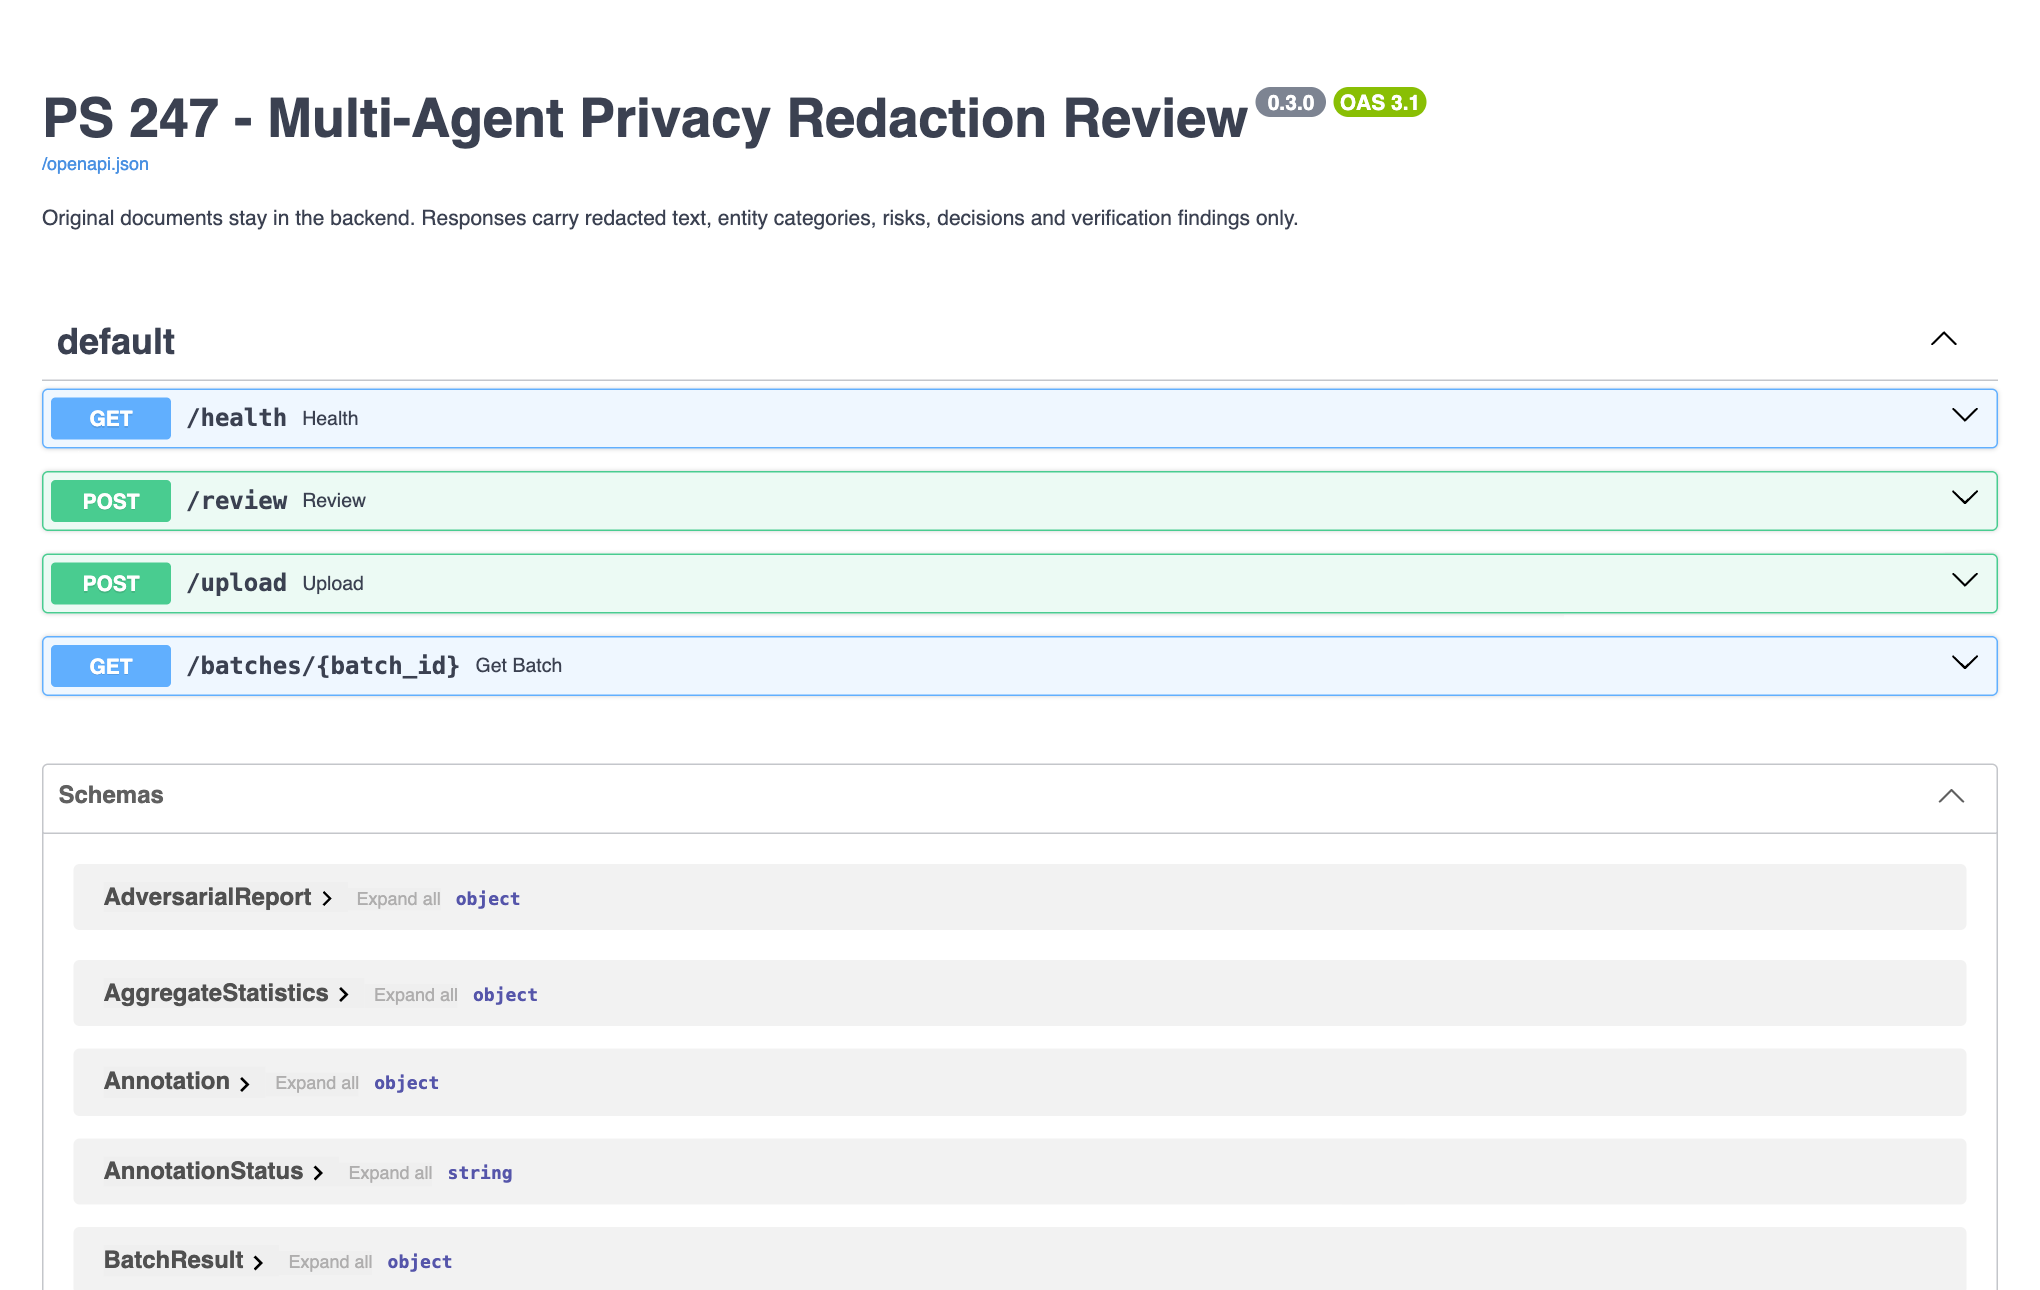 PS 247 - Multi-Agent Privacy Redaction Review 0.3.0 OAS 3.1
/openapi.json
Original documents stay in the backend. Responses carry redacted text, entity categories, risks, decisions and verification findings only.
default
GET /health Health
POST /review Review
POST /upload Upload
GET /batches/{batch_id} Get Batch
Schemas
AdversarialReport Expand all object
AggregateStatistics Expand all object
Annotation Expand all object
AnnotationStatus Expand all string
BatchResult Expand all object